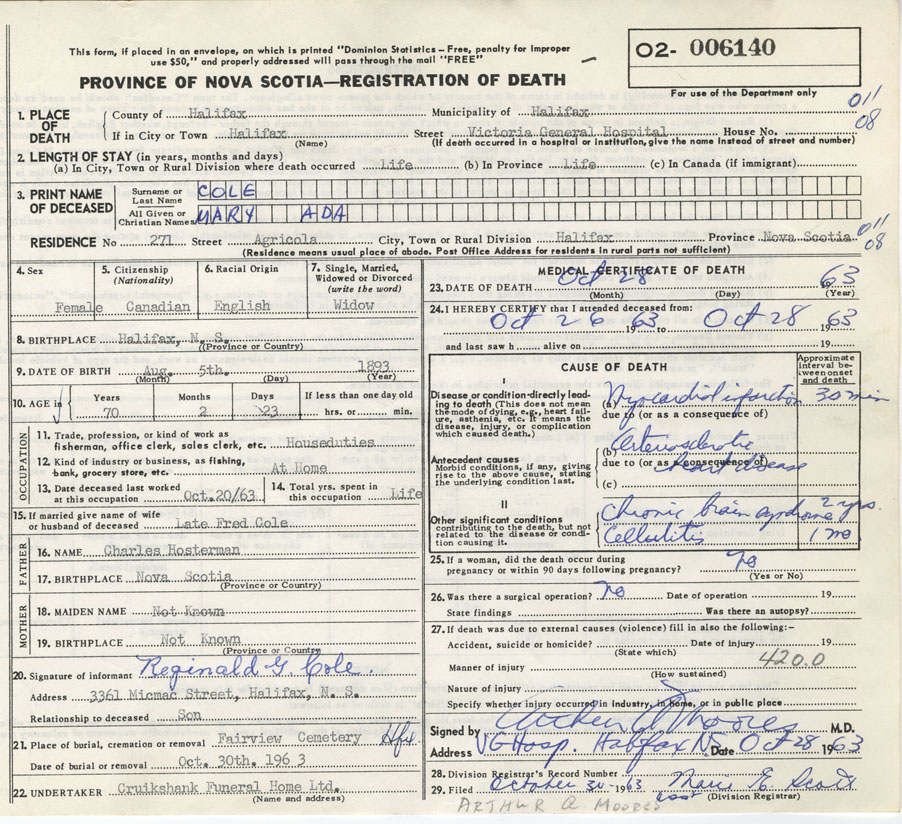 This form, if placed in an envelope, on which is printed "Dominion Statistics – Free, penalty for improper
use $50," and properly addressed will pass through the mail "FREE"
PROVINCE OF NOVA SCOTIA—REGISTRATION OF DEATH
O2- 006140
For use of the Department only
011
08
1. PLACE OF DEATH
County of Halifax Municipality of Halifax
If in City or Town Halifax Street Victoria General Hospital House No.
(Name) (If death occurred in a hospital or institution, give the name instead of street and number)
2. LENGTH OF STAY (in years, months and days)
(a) In City, Town or Rural Division where death occurred Life (b) In Province Life (c) In Canada (if immigrant)
3. PRINT NAME OF DECEASED
Surname or Last Name COLE
All Given or Christian Names MARY ADA
RESIDENCE No 271 Street Agricola City, Town or Rural Division Halifax Province Nova Scotia
011
08
(Residence means usual place of abode. Post Office Address for residents in rural parts not sufficient)
4. Sex
Female
5. Citizenship (Nationality)
Canadian
6. Racial Origin
English
7. Single, Married, Widowed or Divorced (write the word)
Widow
8. BIRTHPLACE Halifax, N. S.
(Province or Country)
9. DATE OF BIRTH Aug. 5th. 1893
(Month) (Day) (Year)
10. AGE in Years Months Days If less than one day old
70 2 23 hrs. or min.
OCCUPATION
11. Trade, profession, or kind of work as
fisherman, office clerk, sales clerk, etc. Houseduties
12. Kind of industry or business, as fishing,
bank, grocery store, etc. At Home
13. Date deceased last worked at this occupation Oct.20/63
14. Total yrs. spent in this occupation Life
15. If married give name of wife
or husband of deceased Late Fred Cole.
FATHER
16. NAME Charles Hosterman
17. BIRTHPLACE Nova Scotia
(Province or Country)
MOTHER
18. MAIDEN NAME Not Known
19. BIRTHPLACE Not Known
(Province or Country)
20. Signature of informant Reginald G. Cole.
Address 3361 Micmac Street, Halifax, N. S.
Relationship to deceased Son
21. Place of burial, cremation or removal Fairview Cemetery Hfx
Date of burial or removal Oct. 30th. 1963
22. UNDERTAKER Cruikshank Funeral Home Ltd.
(Name and address)
MEDICAL CERTIFICATE OF DEATH
23. DATE OF DEATH Oct 28 1963
(Month) (Day) (Year)
24. I HEREBY CERTIFY that I attended deceased from:
Oct 26 1963 to Oct 28 1963
and last saw h alive on 19
CAUSE OF DEATH
Approximate interval between onset and death
I
Disease or condition directly leading to death (This does not mean the mode of dying, e.g., heart failure, asthenia, etc. It means the disease, injury, or complication which caused death.)
(a) Myocardial infarction 30 min
due to (or as a consequence of)
Antecedent causes
Morbid conditions, if any, giving rise to the above cause, stating the underlying condition last.
(b) Arteriosclerotic
due to (or as a consequence of)
heart disease
(c)
II
Other significant conditions
contributing to the death, but not related to the disease or condition causing it.
Chronic brain syndrome 2 yrs.
Cellulitis 1 mo.
25. If a woman, did the death occur during
pregnancy or within 90 days following pregnancy? no
(Yes or No)
26. Was there a surgical operation? no Date of operation 19
State findings Was there an autopsy?
27. If death was due to external causes (violence) fill in also the following:–
Accident, suicide or homicide? Date of injury 19
(State which)
420.0
Manner of injury
(How sustained)
Nature of injury
Specify whether injury occurred in industry, in home, or in public place
Signed by Arthur Q Moores M.D.
Address VG Hosp. Halifax NS Date Oct 28 1963
28. Division Registrar's Record Number
29. Filed October 30 1963
(Division Registrar)
ARTHUR Q. MOORES